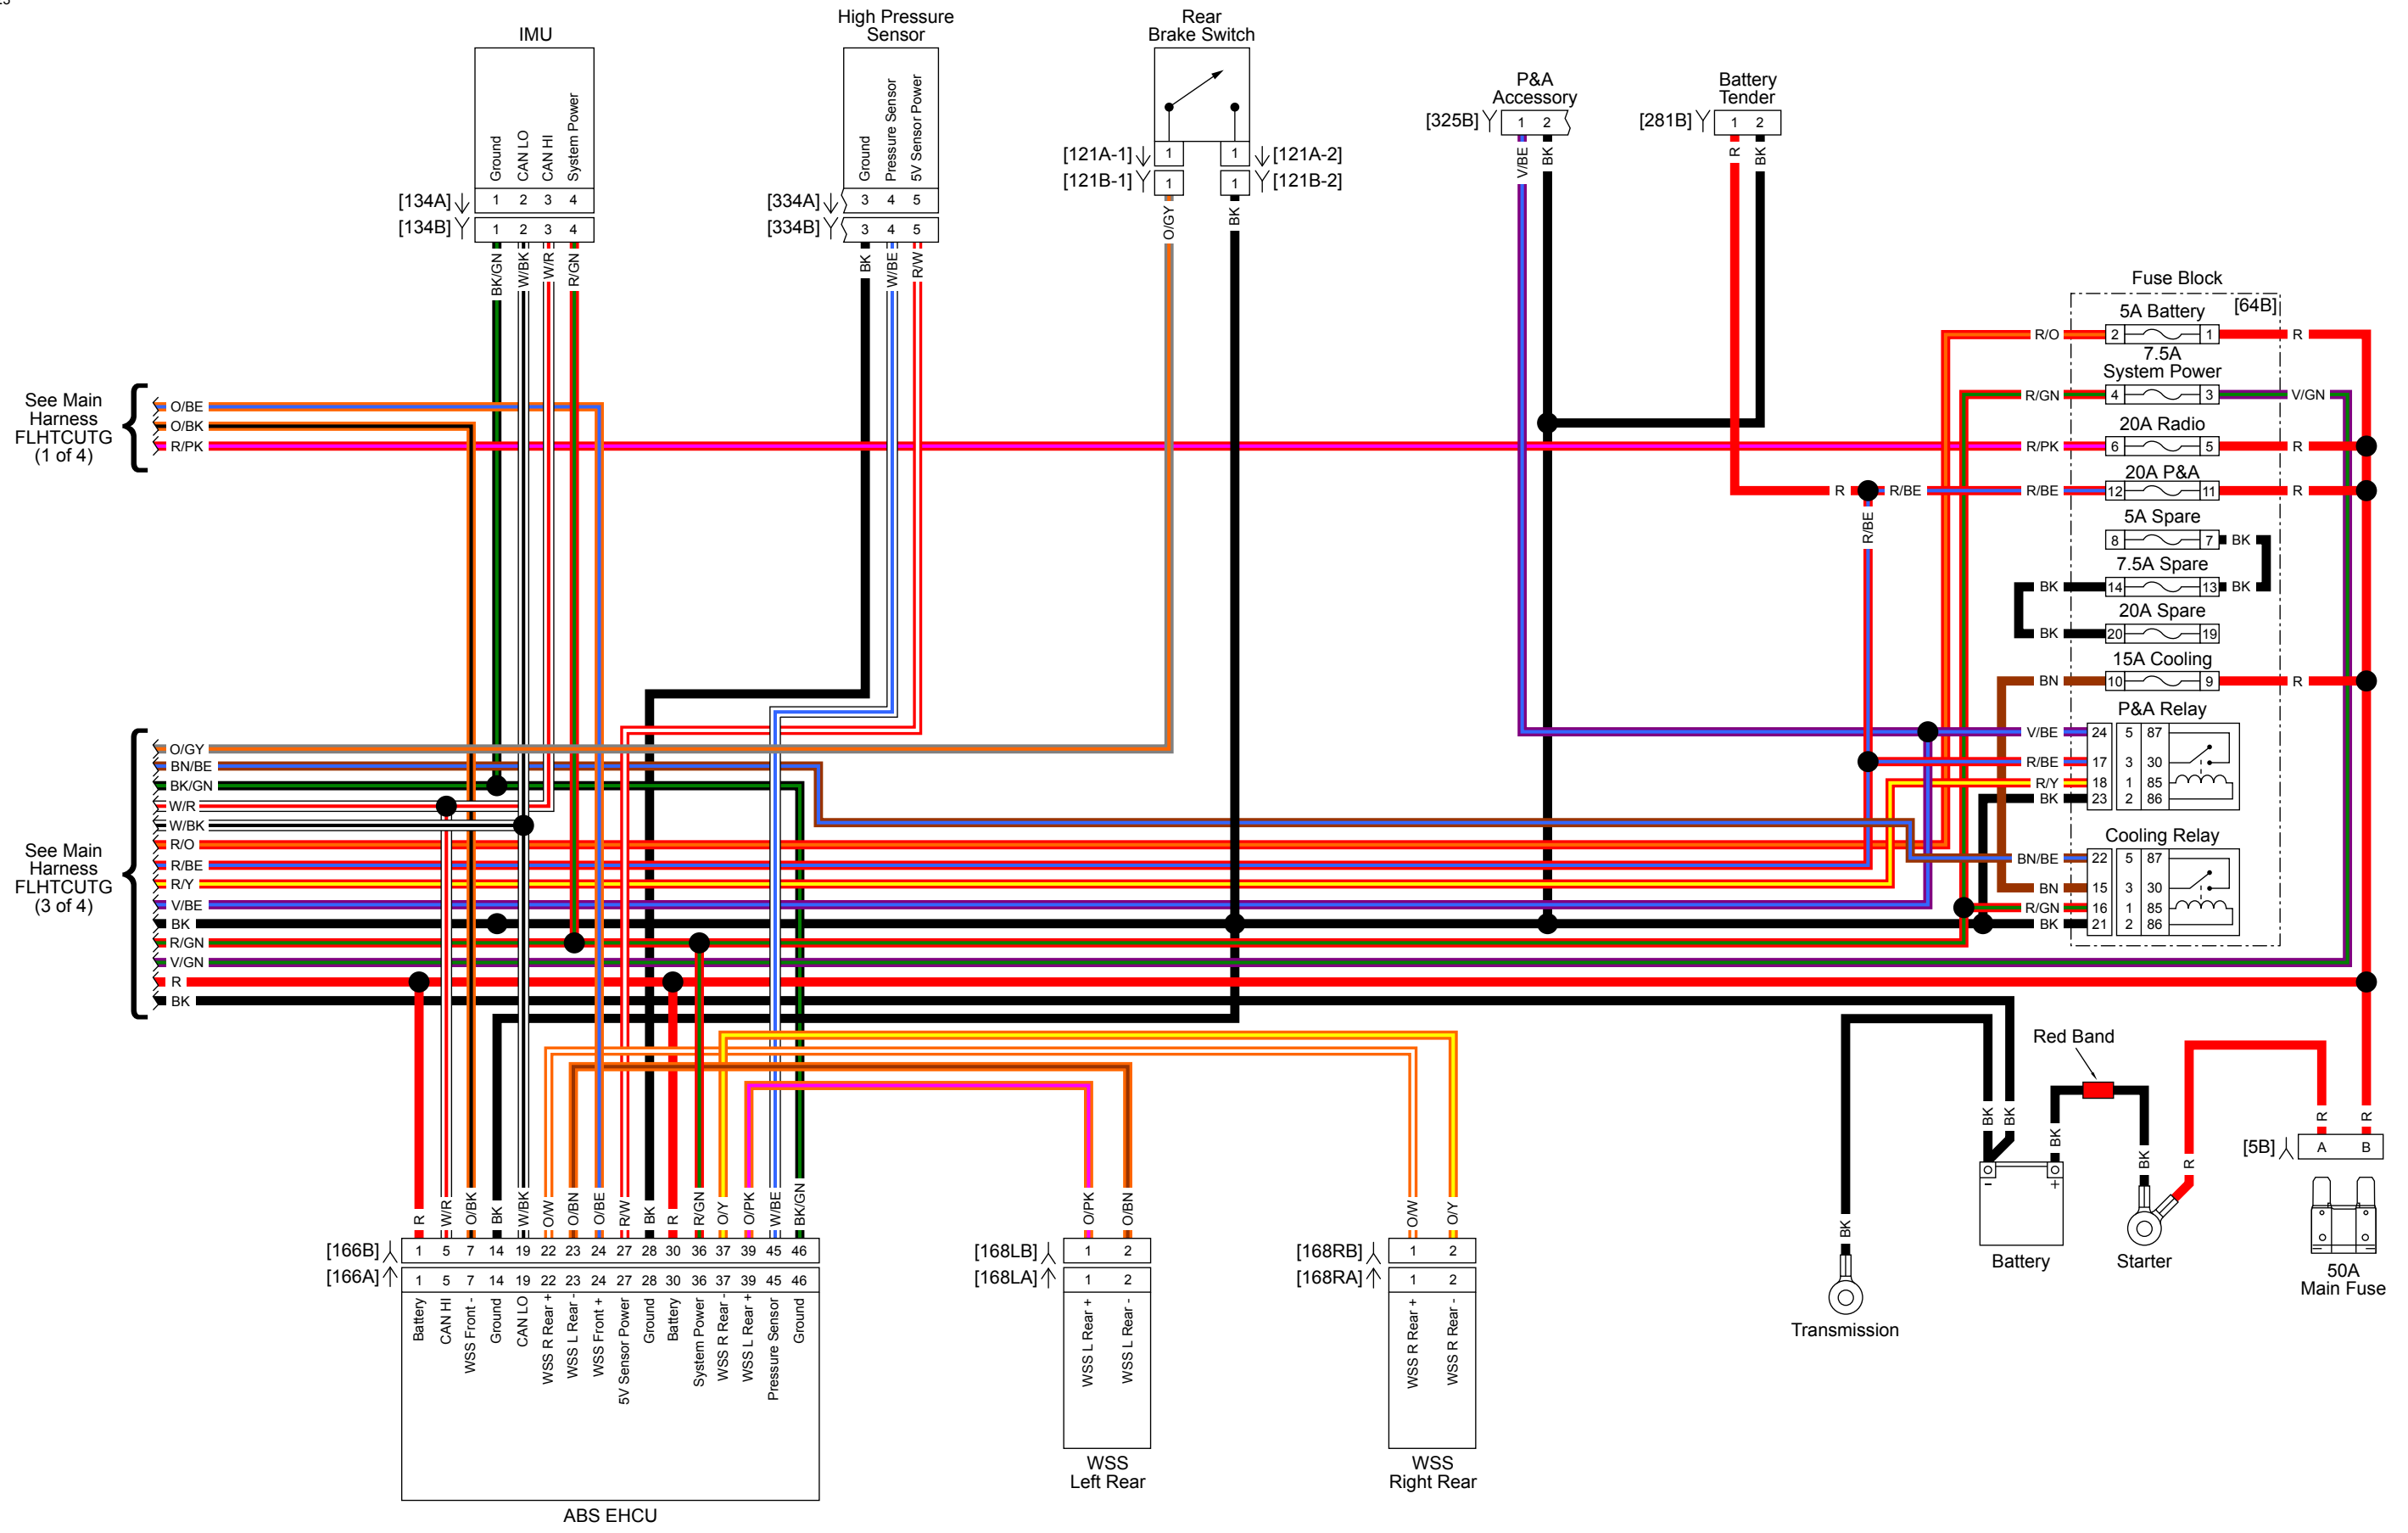 IMU
Ground
CAN LO
CAN HI
System Power
[134A] 1 2 3 4
[134B] 1 2 3 4
BK/GN
W/BK
W/R
R/GN
High Pressure
Sensor
Ground
Pressure Sensor
5V Sensor Power
[334A] 3 4 5
[334B] 3 4 5
BK
W/BE
R/W
Rear
Brake Switch
[121A-1] 1 1 [121A-2]
[121B-1] 1 1 [121B-2]
O/GY
BK
P&A
Accessory
[325B] 1 2
V/BE
BK
Battery
Tender
[281B] 1 2
R
BK
Fuse Block
[64B]
5A Battery
R/O 2 1 R
7.5A
System Power
R/GN 4 3 V/GN
20A Radio
R/PK 6 5 R
20A P&A
R R/BE R/BE 12 11 R
R/BE
5A Spare
8 7 BK
7.5A Spare
BK 14 13 BK
20A Spare
BK 20 19
15A Cooling
BN 10 9 R
P&A Relay
V/BE 24 5 87
R/BE 17 3 30
R/Y 18 1 85
BK 23 2 86
Cooling Relay
BN/BE 22 5 87
BN 15 3 30
R/GN 16 1 85
BK 21 2 86
See Main
Harness
FLHTCUTG
(1 of 4)
O/BE
O/BK
R/PK
See Main
Harness
FLHTCUTG
(3 of 4)
O/GY
BN/BE
BK/GN
W/R
W/BK
R/O
R/BE
R/Y
V/BE
BK
R/GN
V/GN
R
BK
R
W/R
O/BK
BK
W/BK
O/W
O/BN
O/BE
R/W
BK
R
R/GN
O/Y
O/PK
W/BE
BK/GN
[166B] 1 5 7 14 19 22 23 24 27 28 30 36 37 39 45 46
[166A] 1 5 7 14 19 22 23 24 27 28 30 36 37 39 45 46
Battery
CAN HI
WSS Front -
Ground
CAN LO
WSS R Rear +
WSS L Rear -
WSS Front +
5V Sensor Power
Ground
Battery
System Power
WSS R Rear -
WSS L Rear +
Pressure Sensor
Ground
ABS EHCU
O/PK
O/BN
[168LB] 1 2
[168LA] 1 2
WSS L Rear +
WSS L Rear -
WSS
Left Rear
O/W
O/Y
[168RB] 1 2
[168RA] 1 2
WSS R Rear +
WSS R Rear -
WSS
Right Rear
BK
Transmission
BK
BK
- +
Battery
BK
Red Band
BK
R
Starter
R
R
[5B] A B
50A
Main Fuse